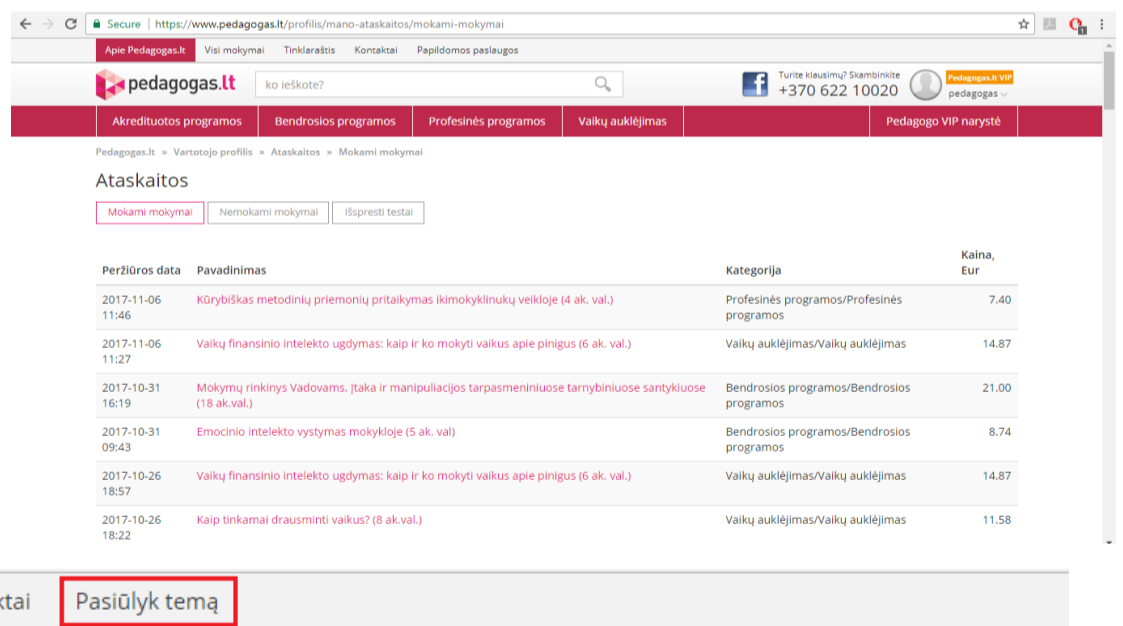 Secure | https://www.pedagogas.lt/profilis/mano-ataskaitos/mokami-mokymai
Apie Pedagogas.lt Visi mokymai Tinklaraštis Kontaktai Papildomos paslaugos
pedagogas.lt ko ieškote? Turite klausimų? Skambinkite Pedagogas.lt VIP
+370 622 10020 pedagogas
Akredituotos programos Bendrosios programos Profesinės programos Vaikų auklėjimas Pedagogo VIP narystė
Pedagogas.lt » Vartotojo profilis » Ataskaitos » Mokami mokymai
Ataskaitos
Mokami mokymai Nemokami mokymai Išspresti testai
Kaina,
Peržiūros data Pavadinimas Kategorija Eur
2017-11-06 Kūrybiškas metodinių priemonių pritaikymas ikimokyklinukų veikloje (4 ak. val.) Profesinės programos/Profesinės 7.40
11:46 programos
2017-11-06 Vaikų finansinio intelekto ugdymas: kaip ir ko mokyti vaikus apie pinigus (6 ak. val.) Vaikų auklėjimas/Vaikų auklėjimas 14.87
11:27
2017-10-31 Mokymų rinkinys Vadovams. Įtaka ir manipuliacijos tarpasmeniniuose tarnybiniuose santykiuose Bendrosios programos/Bendrosios 21.00
16:19 (18 ak.val.) programos
2017-10-31 Emocinio intelekto vystymas mokykloje (5 ak. val) Bendrosios programos/Bendrosios 8.74
09:43 programos
2017-10-26 Vaikų finansinio intelekto ugdymas: kaip ir ko mokyti vaikus apie pinigus (6 ak. val.) Vaikų auklėjimas/Vaikų auklėjimas 14.87
18:57
2017-10-26 Kaip tinkamai drausminti vaikus? (8 ak.val.) Vaikų auklėjimas/Vaikų auklėjimas 11.58
18:22
ktai Pasiūlyk temą